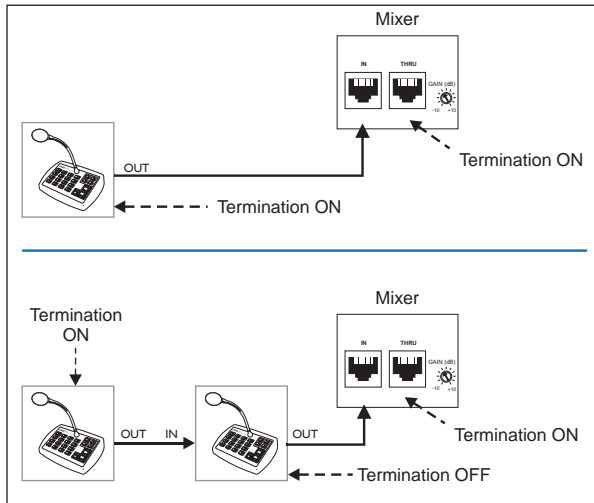 Mixer
IN THRU
GAIN (dB)
-10 +10
OUT
Termination ON
Termination ON
Mixer
Termination
ON
IN THRU
GAIN (dB)
-10 +10
OUT IN OUT
Termination ON
Termination OFF